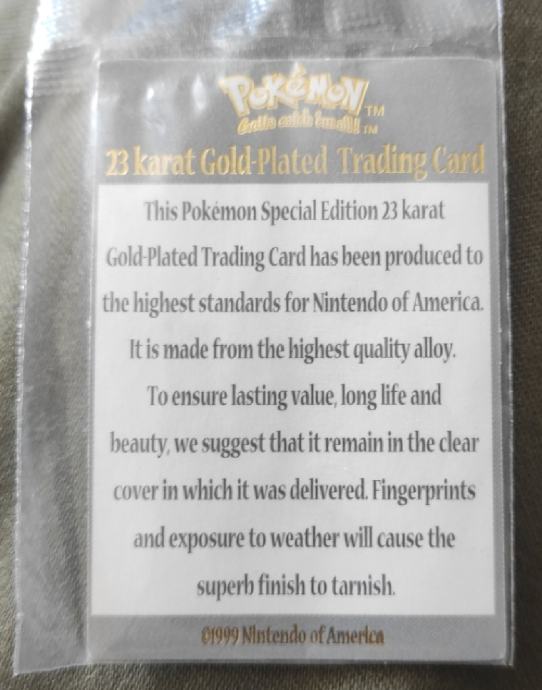 POKéMON TM
Gotta catch 'em all! TM
23 karat Gold-Plated Trading Card
This Pokémon Special Edition 23 karat
Gold-Plated Trading Card has been produced to
the highest standards for Nintendo of America.
It is made from the highest quality alloy.
To ensure lasting value, long life and
beauty, we suggest that it remain in the clear
cover in which it was delivered. Fingerprints
and exposure to weather will cause the
superb finish to tarnish.
©1999 Nintendo of America